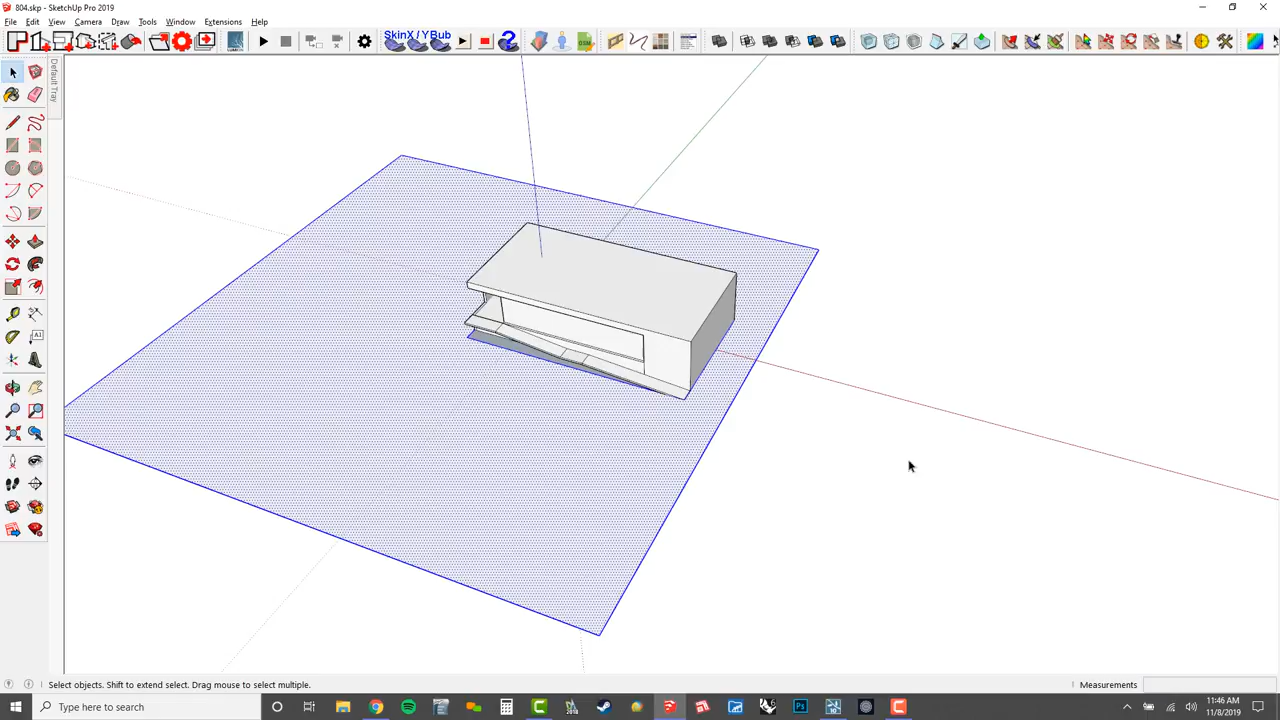 804.skp - SketchUp Pro 2019
File Edit View Camera Draw Tools Window Extensions Help
SkinX / YBub
Default Tray
Select objects. Shift to extend select. Drag mouse to select multiple.
Measurements
Type here to search
11:46 AM
11/8/2019